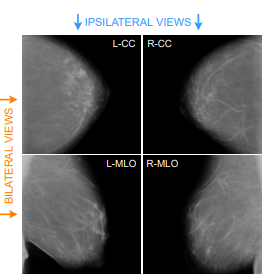 IPSILATERAL VIEWS
L-CC
R-CC
BILATERAL VIEWS
L-MLO
R-MLO